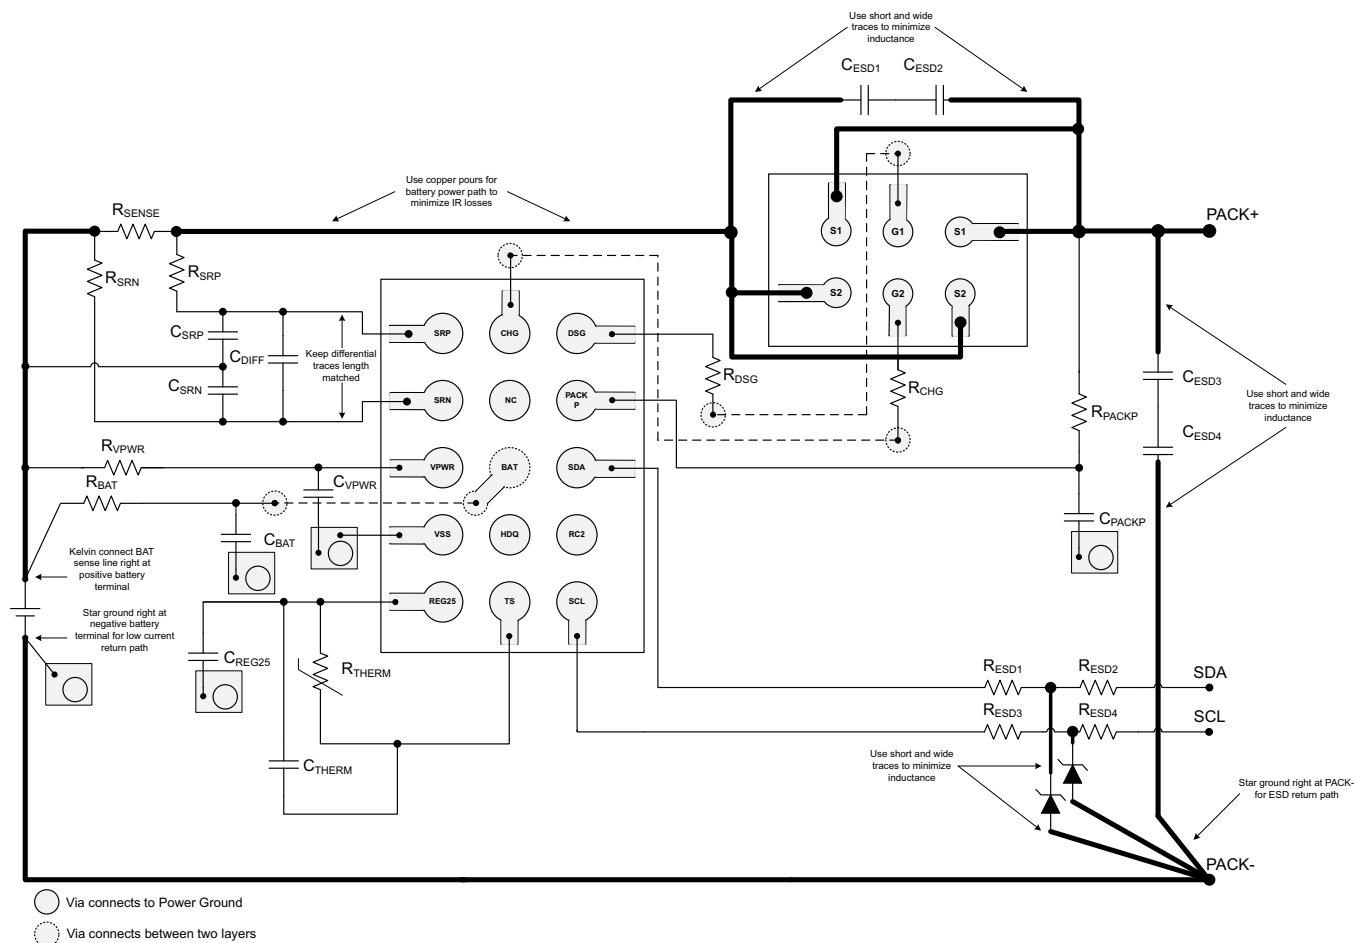 Use short and wide
traces to minimize
inductance
CESD1
CESD2
Use copper pours for
battery power path to
minimize IR losses
RSENSE
PACK+
S1
G1
S1
RSRN
RSRP
S2
G2
S2
CSRP
CDIFF
Keep differential
traces length
matched
CSRN
SRP
CHG
DSG
RDSG
RCHG
CESD3
Use short and wide
traces to minimize
inductance
SRN
NC
PACK
P
RPACKP
CESD4
RVPWR
VPWR
BAT
SDA
RBAT
CVPWR
CBAT
VSS
HDQ
RC2
CPACKP
Kelvin connect BAT
sense line right at
positive battery
terminal
Star ground right at
negative battery
terminal for low current
return path
REG25
TS
SCL
CREG25
RTHERM
RESD1
RESD2
SDA
RESD3
RESD4
SCL
CTHERM
Use short and wide
traces to minimize
inductance
Star ground right at PACK-
for ESD return path
PACK-
Via connects to Power Ground
Via connects between two layers